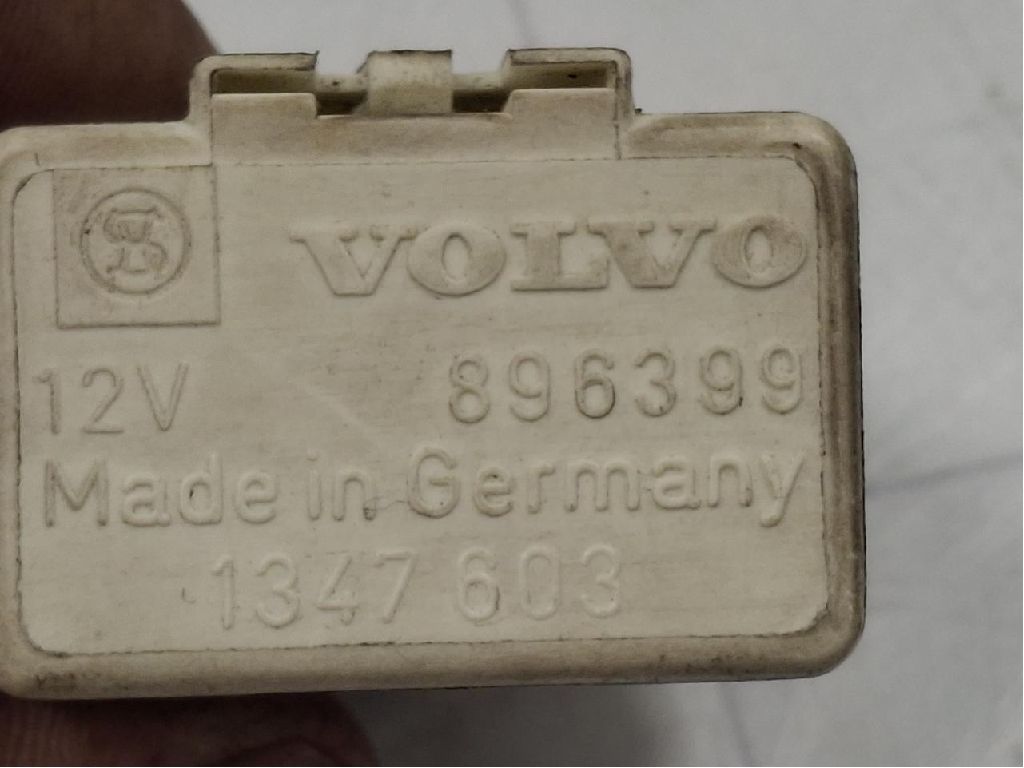 VOLVO
12V 896399
Made in Germany
1347 603